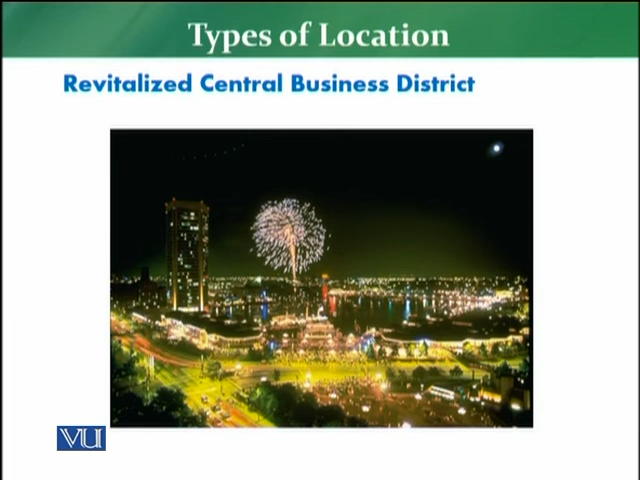 Types of Location
Revitalized Central Business District
VU